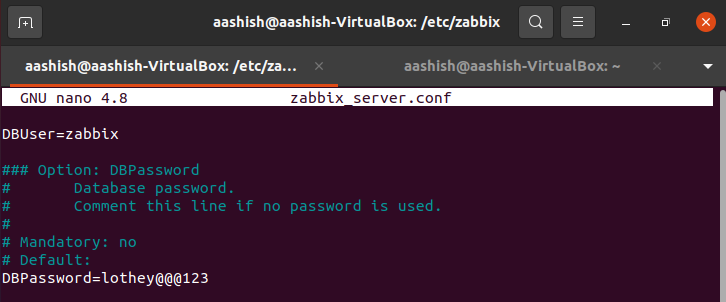 aashish@aashish-VirtualBox: /etc/zabbix
aashish@aashish-VirtualBox: /etc/za...
aashish@aashish-VirtualBox: ~
GNU nano 4.8 zabbix_server.conf
DBUser=zabbix
### Option: DBPassword
# Database password.
# Comment this line if no password is used.
#
# Mandatory: no
# Default:
DBPassword=lothey@@@123